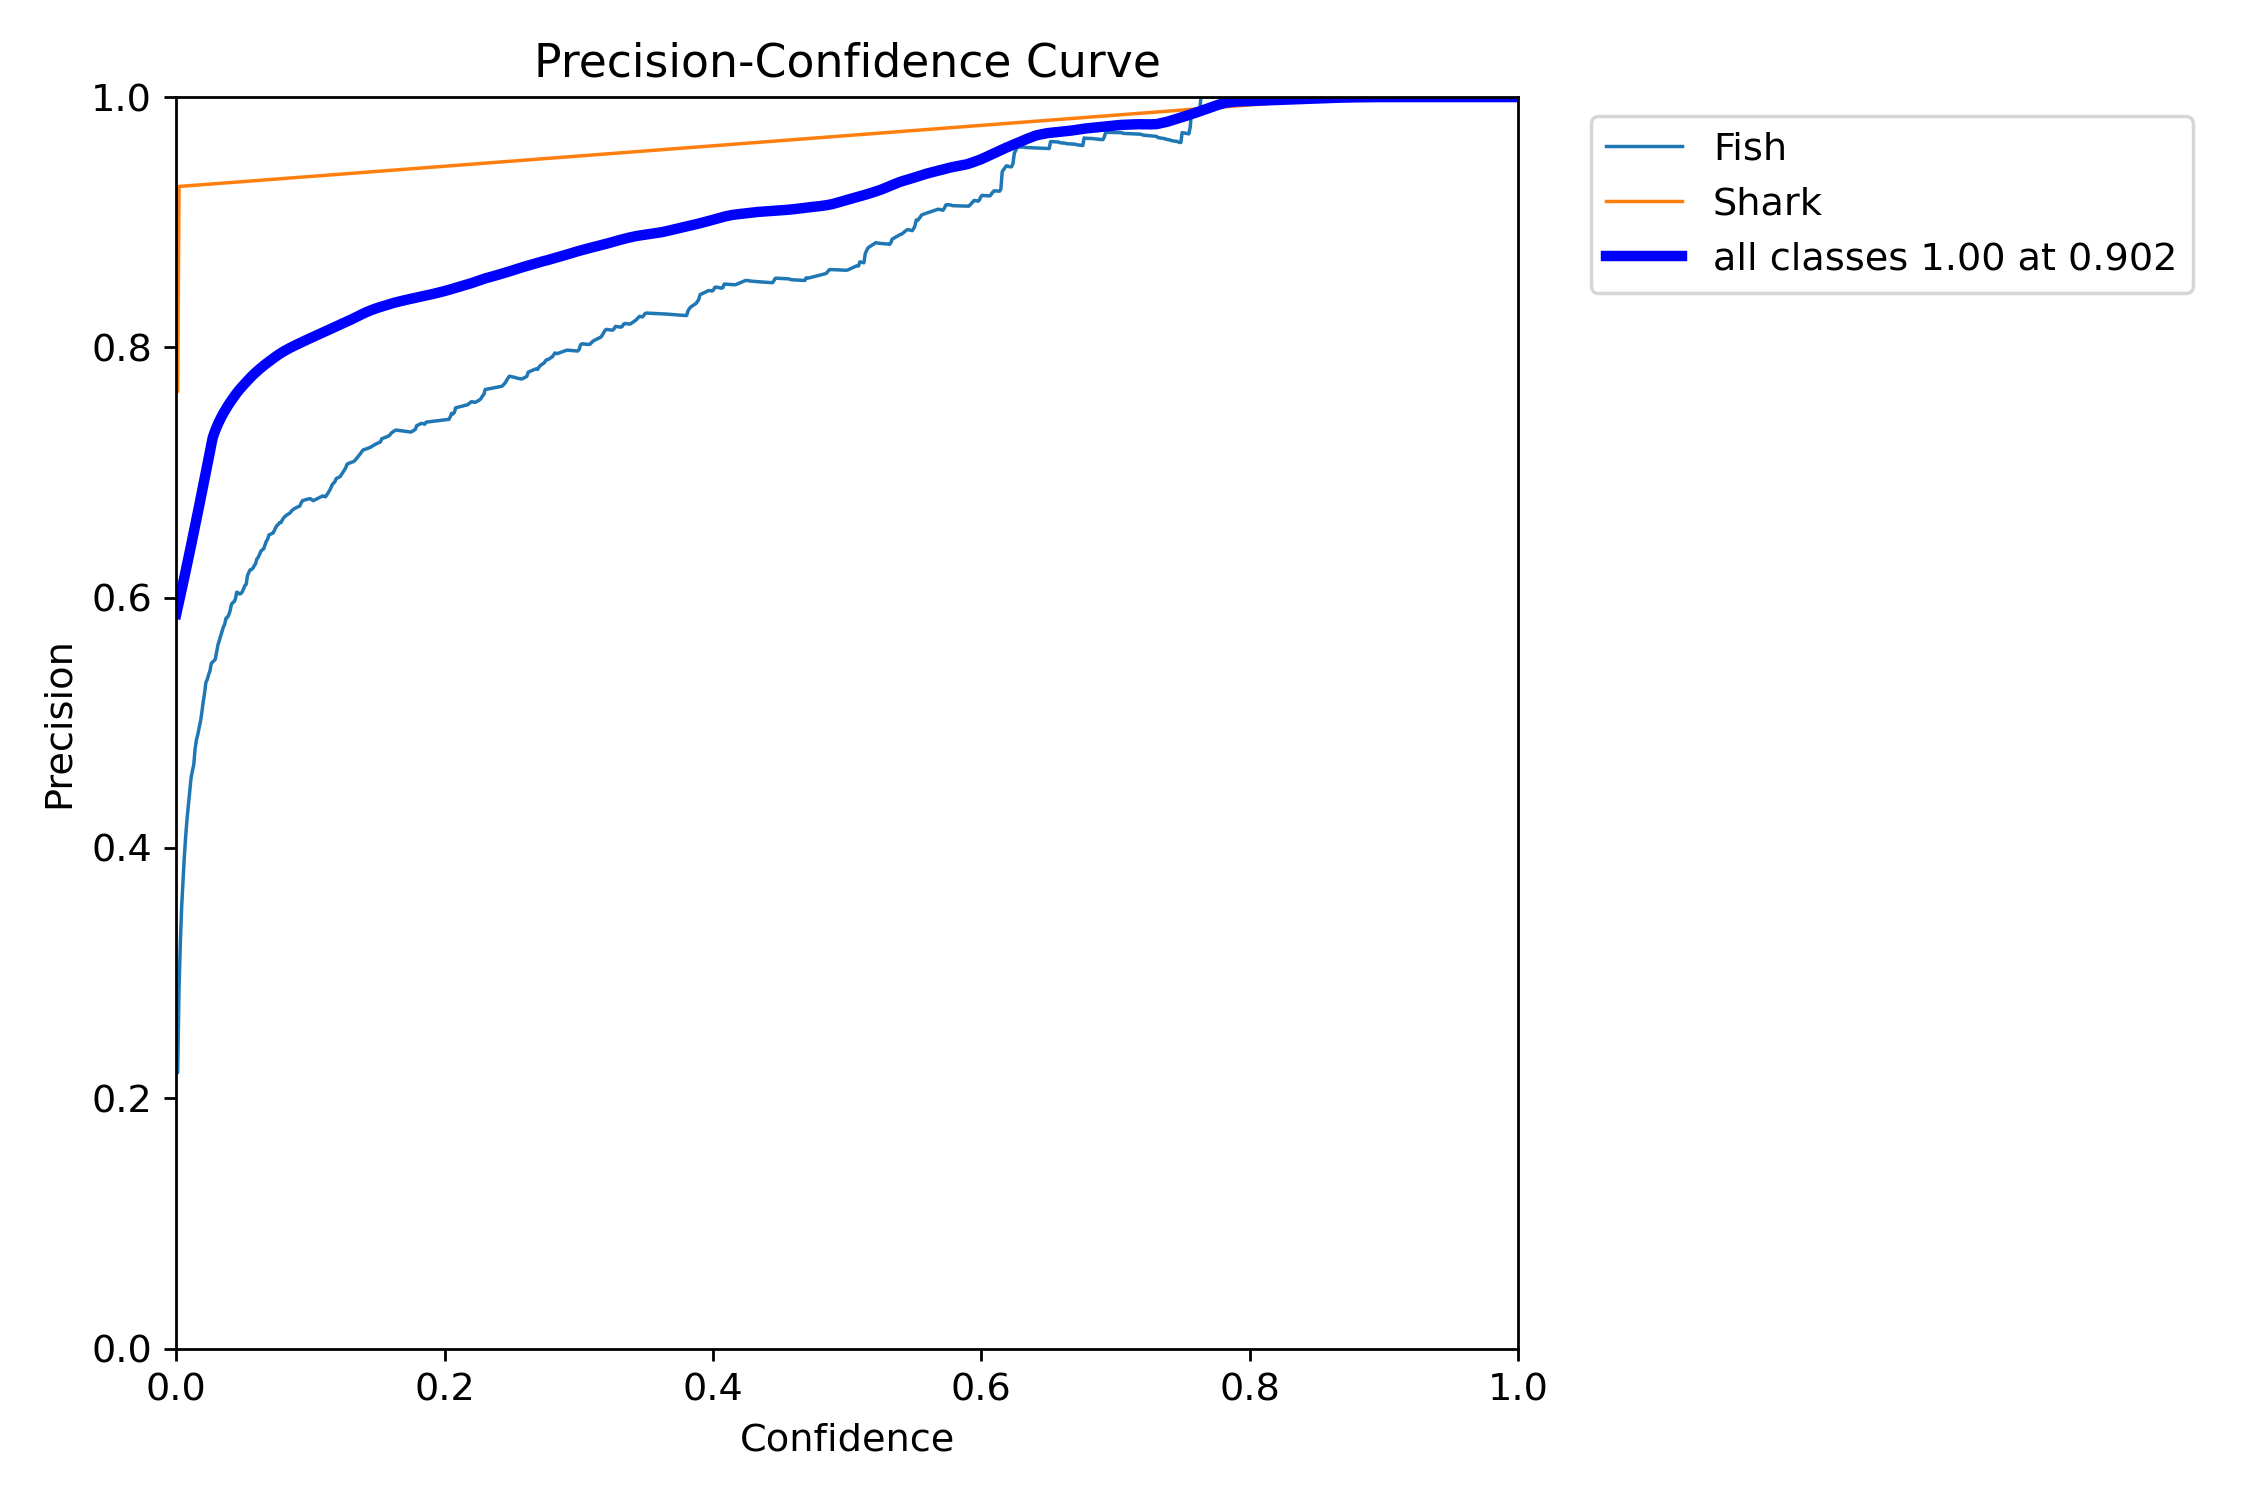 Precision-Confidence Curve
1.0
0.8
0.6
0.4
0.2
0.0
Precision
0.0 0.2 0.4 0.6 0.8 1.0
Confidence
Fish
Shark
all classes 1.00 at 0.902